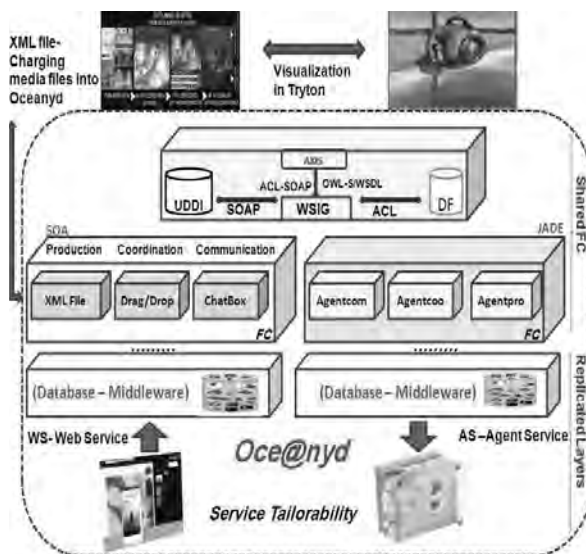 XML file-
Charging
media files into
Oceanyd
Visualization
in Tryton
AXIS
ACL-SOAP
OWL-S/WSDL
UDDI
SOAP
WSIG
ACL
DF
Shared FC
SOA
JADE
Production
Coordination
Communication
XML File
Drag/Drop
ChatBox
FC
Agentcom
Agentcoo
Agentpro
FC
(Database – Middleware)
(Database – Middleware)
Replicated Layers
WS- Web Service
AS –Agent Service
Oce@nyd
Service Tailorability